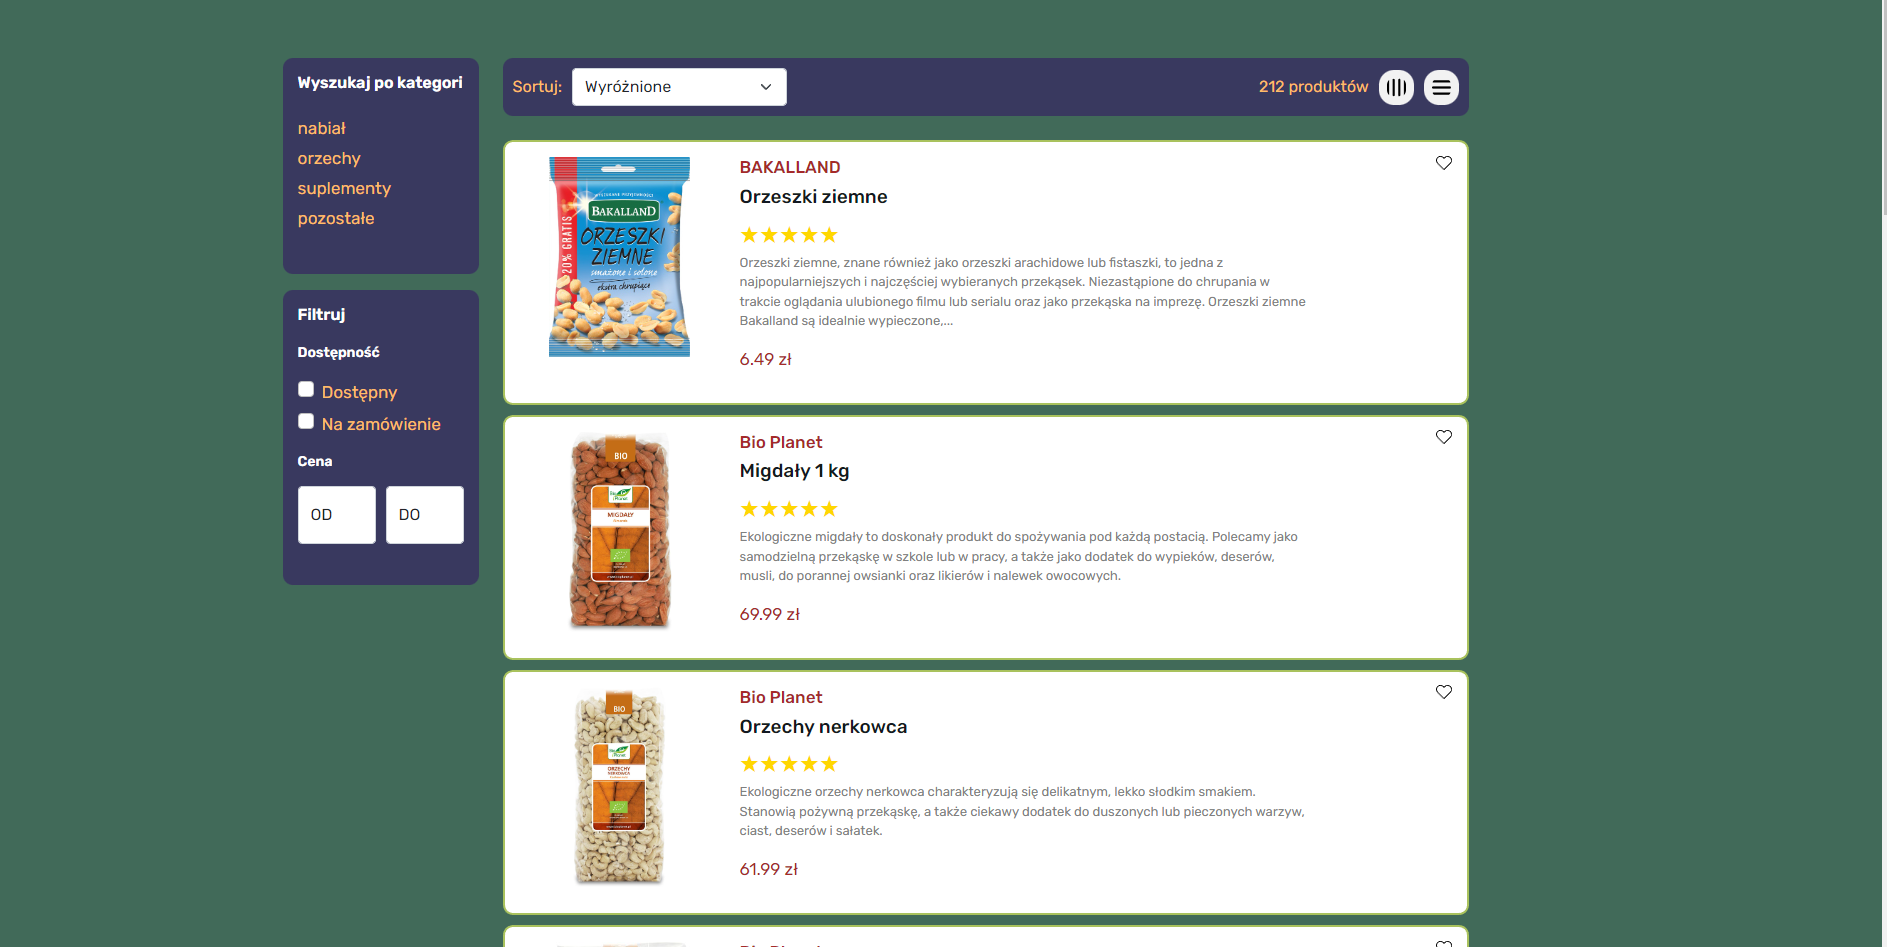 Wyszukaj po kategori
nabiał
orzechy
suplementy
pozostałe
Filtruj
Dostępność
Dostępny
Na zamówienie
Cena
OD
DO
Sortuj:
Wyróżnione
212 produktów
BAKALLAND
ORZESZKI
ZIEMNE
smażone i solone
ekstra chrupiące
20% GRATIS
BAKALLAND
Orzeszki ziemne
Orzeszki ziemne, znane również jako orzeszki arachidowe lub fistaszki, to jedna z
najpopularniejszych i najczęściej wybieranych przekąsek. Niezastąpione do chrupania w
trakcie oglądania ulubionego filmu lub serialu oraz jako przekąska na imprezę. Orzeszki ziemne
Bakalland są idealnie wypieczone,...
6.49 zł
BIO
MIGDAŁY
Bio Planet
Migdały 1 kg
Ekologiczne migdały to doskonały produkt do spożywania pod każdą postacią. Polecamy jako
samodzielną przekąskę w szkole lub w pracy, a także jako dodatek do wypieków, deserów,
musli, do porannej owsianki oraz likierów i nalewek owocowych.
69.99 zł
BIO
ORZECHY
NERKOWCA
Bio Planet
Orzechy nerkowca
Ekologiczne orzechy nerkowca charakteryzują się delikatnym, lekko słodkim smakiem.
Stanowią pożywną przekąskę, a także ciekawy dodatek do duszonych lub pieczonych warzyw,
ciast, deserów i sałatek.
61.99 zł